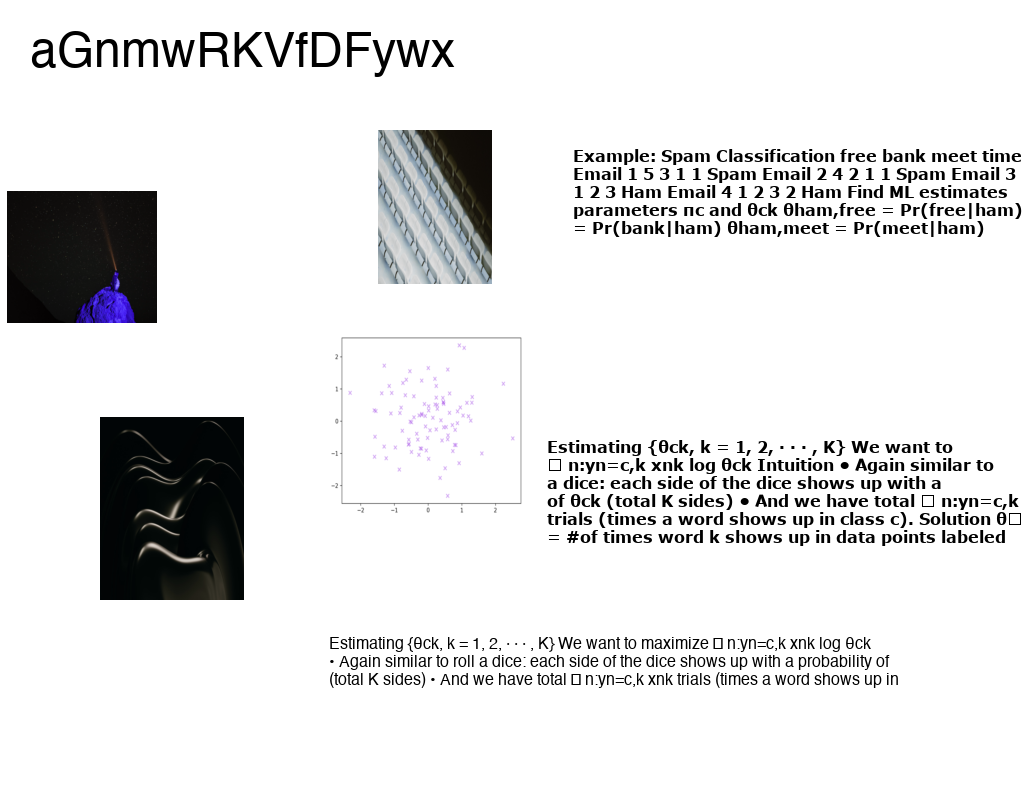 aGnmwRKVfDFywx
Example: Spam Classification free bank meet time
Email 1 5 3 1 1 Spam Email 2 4 2 1 1 Spam Email 3
1 2 3 Ham Email 4 1 2 3 2 Ham Find ML estimates
parameters πc and θck θham,free = Pr(free|ham)
= Pr(bank|ham) θham,meet = Pr(meet|ham)
2
1
0
−1
−2
−2 −1 0 1 2
Estimating {θck, k = 1, 2, · · · , K} We want to
□ n:yn=c,k xnk log θck Intuition • Again similar to
a dice: each side of the dice shows up with a
of θck (total K sides) • And we have total □ n:yn=c,k
trials (times a word shows up in class c). Solution θ□
= #of times word k shows up in data points labeled
Estimating {θck, k = 1, 2, · · · , K} We want to maximize □ n:yn=c,k xnk log θck
• Again similar to roll a dice: each side of the dice shows up with a probability of
(total K sides) • And we have total □ n:yn=c,k xnk trials (times a word shows up in